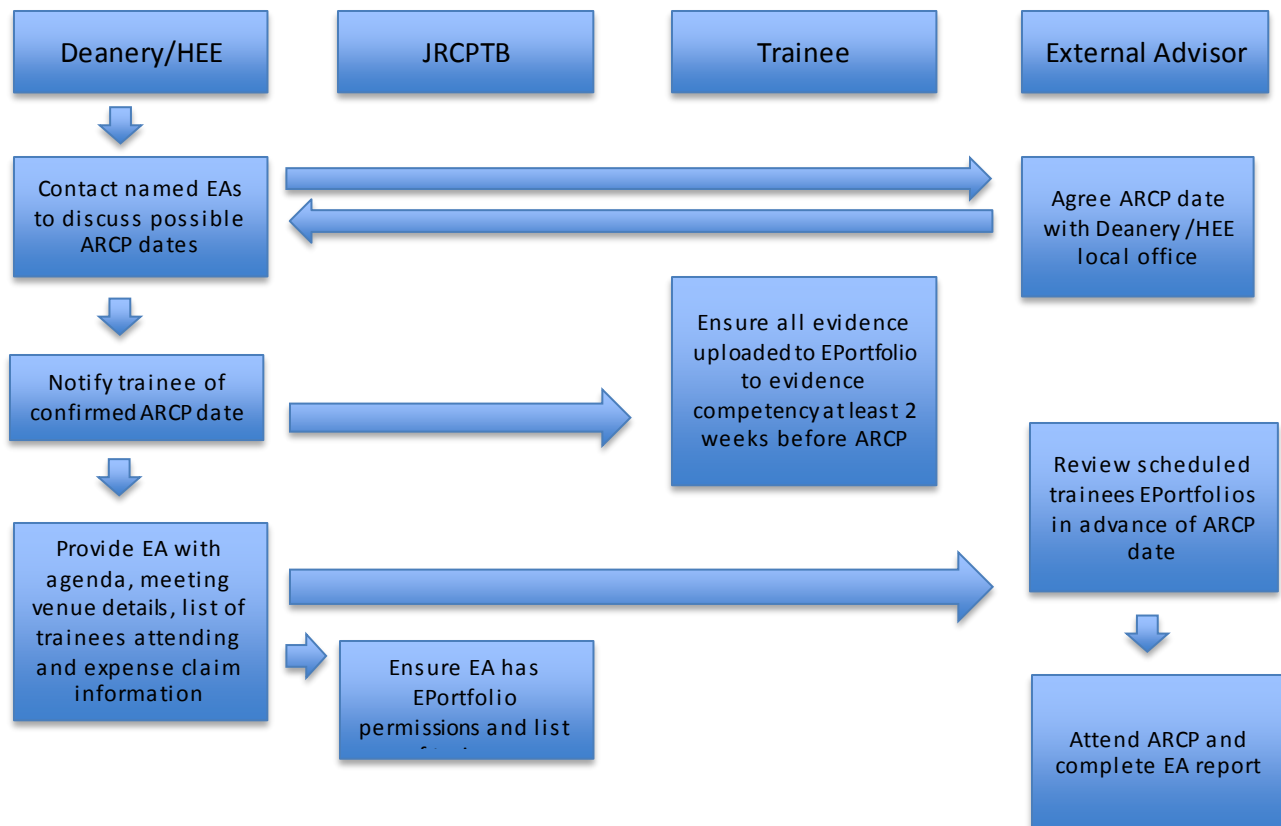 Deanery/HEE
JRCPTB
Trainee
External Advisor
Contact named EAs
to discuss possible
ARCP dates
Agree ARCP date
with Deanery /HEE
local office
Ensure all evidence
uploaded to EPortfolio
to evidence
competency at least 2
weeks before ARCP
Notify trainee of
confirmed ARCP date
Review scheduled
trainees EPortfolios
in advance of ARCP
date
Provide EA with
agenda, meeting
venue details, list of
trainees attending
and expense claim
information
Ensure EA has
EPortfolio
permissions and list
Attend ARCP and
complete EA report